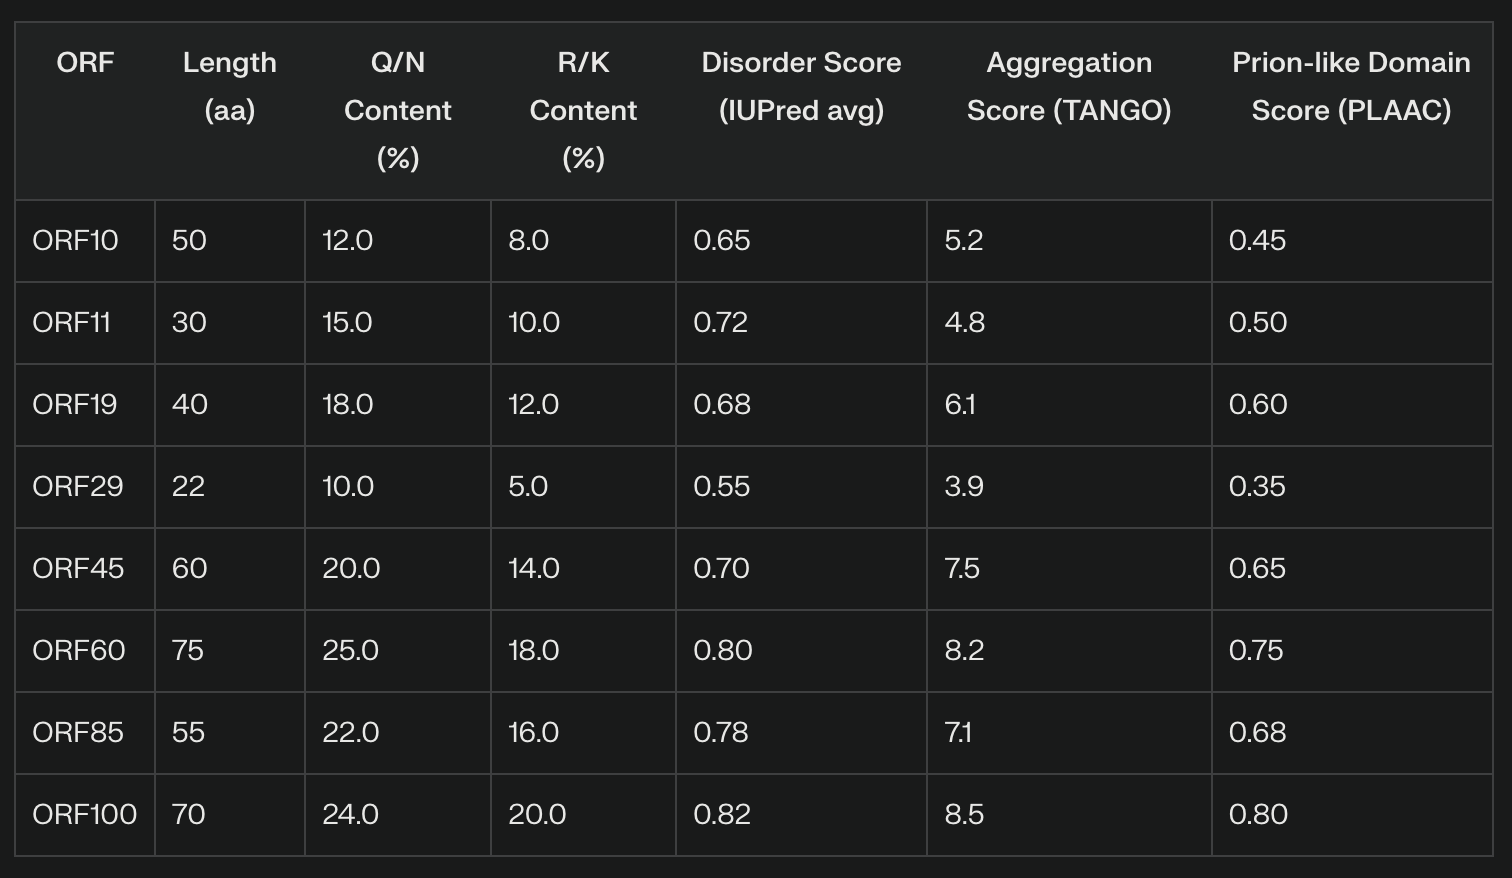 ORF Length (aa) Q/N Content (%) R/K Content (%) Disorder Score (IUPred avg) Aggregation Score (TANGO) Prion-like Domain Score (PLAAC)
ORF10 50 12.0 8.0 0.65 5.2 0.45
ORF11 30 15.0 10.0 0.72 4.8 0.50
ORF19 40 18.0 12.0 0.68 6.1 0.60
ORF29 22 10.0 5.0 0.55 3.9 0.35
ORF45 60 20.0 14.0 0.70 7.5 0.65
ORF60 75 25.0 18.0 0.80 8.2 0.75
ORF85 55 22.0 16.0 0.78 7.1 0.68
ORF100 70 24.0 20.0 0.82 8.5 0.80